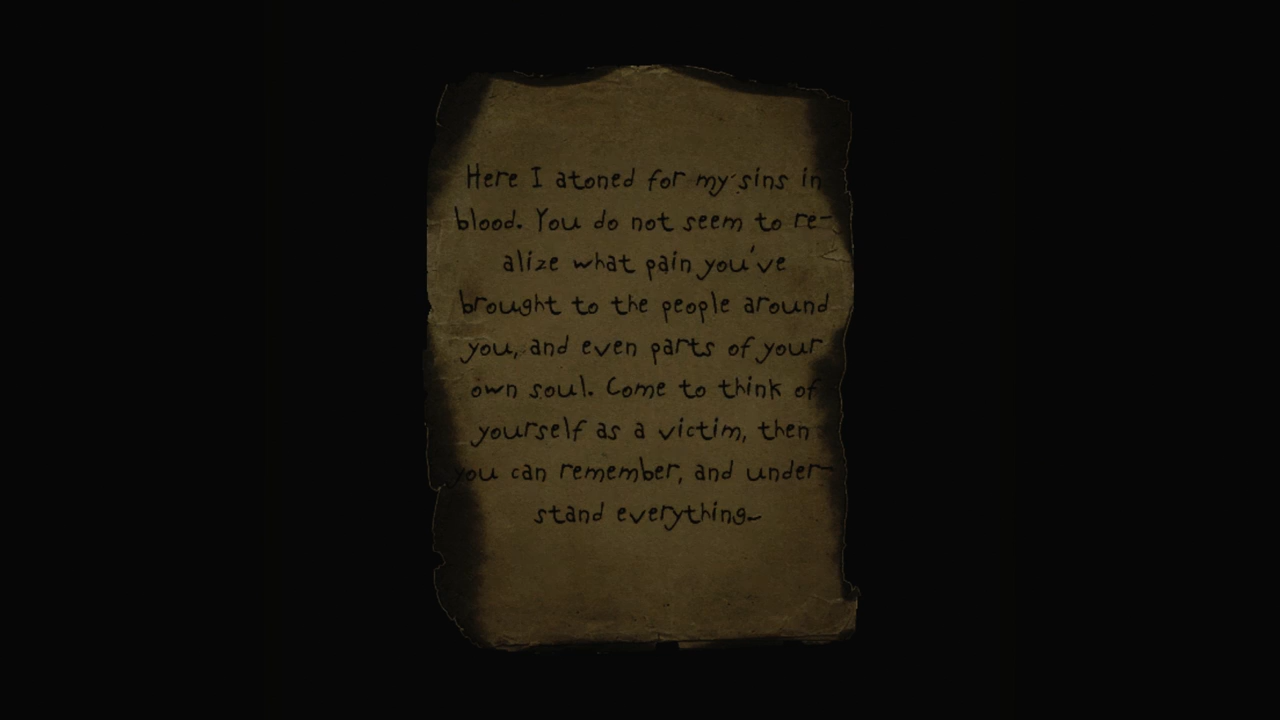 Here I atoned for my sins in
blood. You do not seem to re-
alize what pain you've
brought to the people around
you, and even parts of your
own soul. Come to think of
yourself as a victim, then
you can remember, and under-
stand everything.